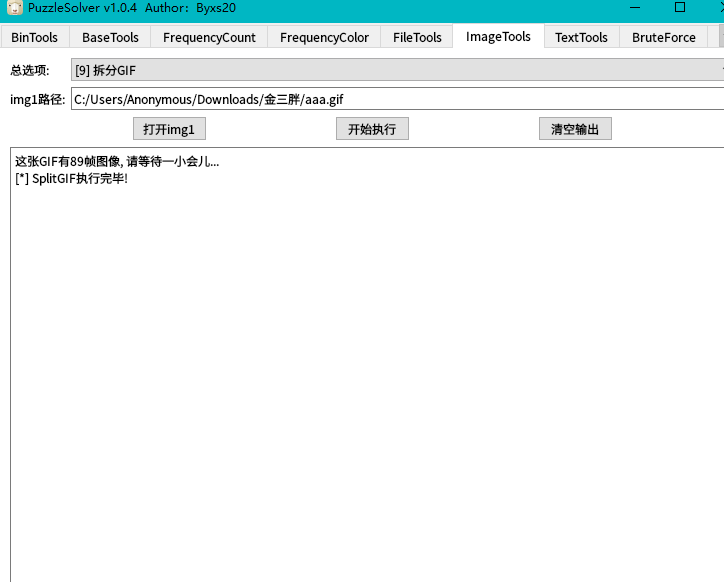 PuzzleSolver v1.0.4 Author： Byxs20
BinTools BaseTools FrequencyCount FrequencyColor FileTools ImageTools TextTools BruteForce
总选项: [9] 拆分GIF
img1路径: C:/Users/Anonymous/Downloads/金三胖/aaa.gif
打开img1 开始执行 清空输出
这张GIF有89帧图像, 请等待一小会儿...
[*] SplitGIF执行完毕!